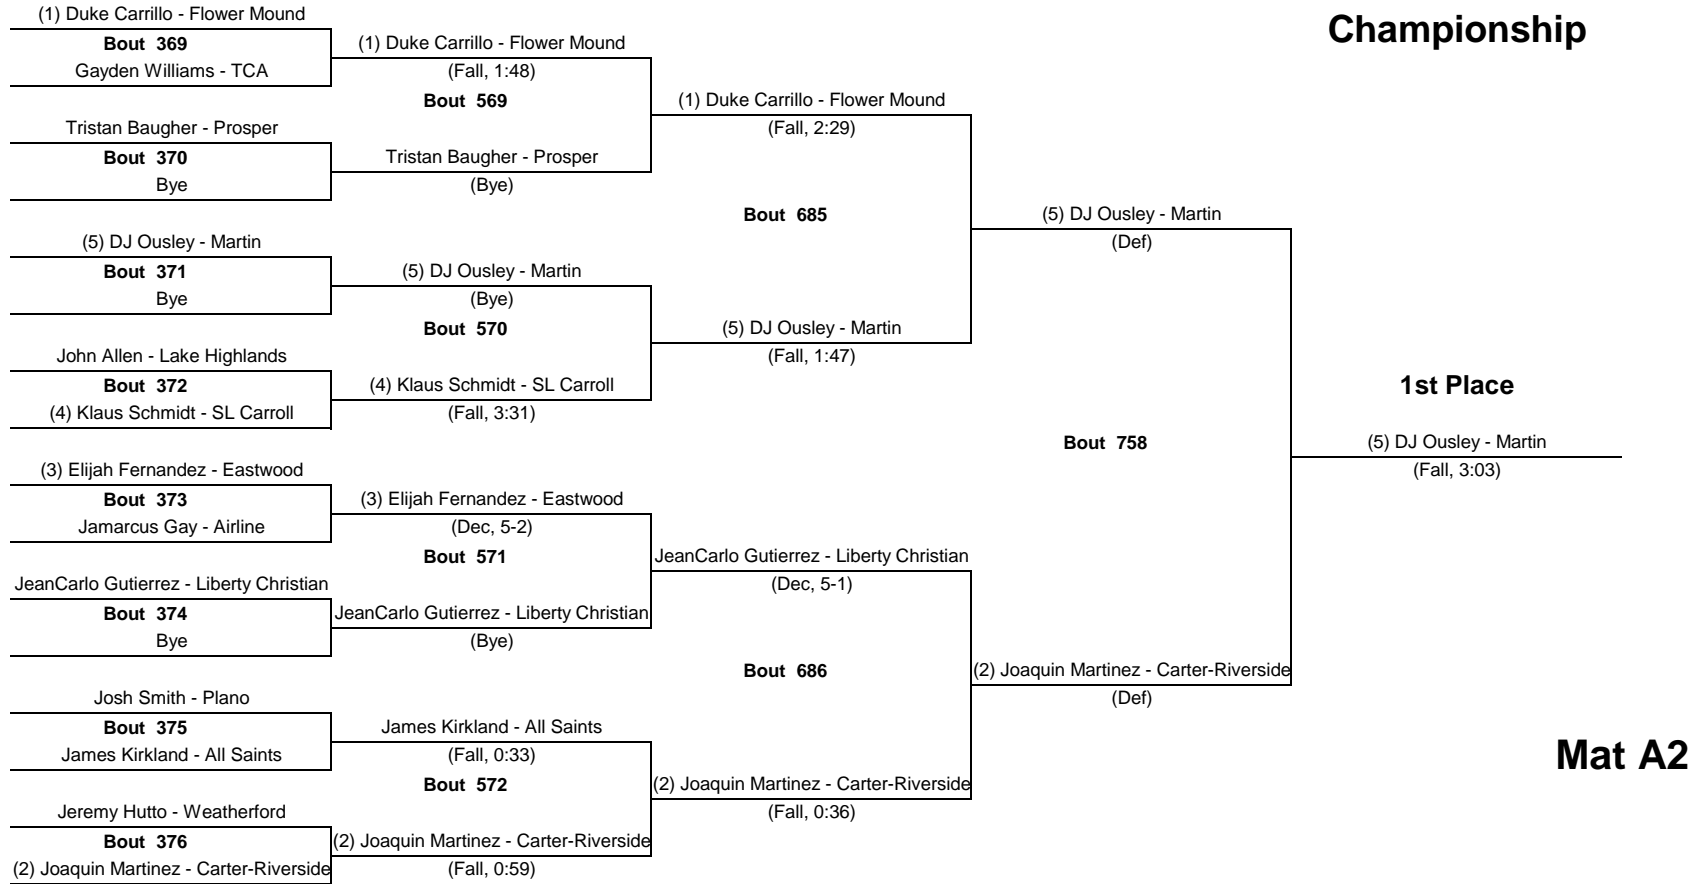 (1) Duke Carrillo - Flower Mound
Bout 369
Gayden Williams - TCA
Tristan Baugher - Prosper
Bout 370
Bye
(5) DJ Ousley - Martin
Bout 371
Bye
John Allen - Lake Highlands
Bout 372
(4) Klaus Schmidt - SL Carroll
(3) Elijah Fernandez - Eastwood
Bout 373
Jamarcus Gay - Airline
JeanCarlo Gutierrez - Liberty Christian
Bout 374
Bye
Josh Smith - Plano
Bout 375
James Kirkland - All Saints
Jeremy Hutto - Weatherford
Bout 376
(2) Joaquin Martinez - Carter-Riverside
(1) Duke Carrillo - Flower Mound
(Fall, 1:48)
Bout 569
Tristan Baugher - Prosper
(Bye)
(5) DJ Ousley - Martin
(Bye)
Bout 570
(4) Klaus Schmidt - SL Carroll
(Fall, 3:31)
(3) Elijah Fernandez - Eastwood
(Dec, 5-2)
Bout 571
JeanCarlo Gutierrez - Liberty Christian
(Bye)
James Kirkland - All Saints
(Fall, 0:33)
Bout 572
(2) Joaquin Martinez - Carter-Riverside
(Fall, 0:59)
(1) Duke Carrillo - Flower Mound
(Fall, 2:29)
Bout 685
(5) DJ Ousley - Martin
(Fall, 1:47)
JeanCarlo Gutierrez - Liberty Christian
(Dec, 5-1)
Bout 686
(2) Joaquin Martinez - Carter-Riverside
(Fall, 0:36)
(5) DJ Ousley - Martin
(Def)
Bout 758
(2) Joaquin Martinez - Carter-Riverside
(Def)
Championship
1st Place
(5) DJ Ousley - Martin
(Fall, 3:03)
Mat A2